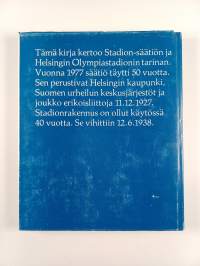 Tämä kirja kertoo Stadion-säätiön ja
Helsingin Olympiastadionin tarinan.
Vuonna 1977 säätiö täytti 50 vuotta.
Sen perustivat Helsingin kaupunki,
Suomen urheilun keskusjärjestöt ja
joukko erikoisliittoja 11.12.1927.
Stadionrakennus on ollut käytössä
40 vuotta. Se vihittiin 12.6.1938.